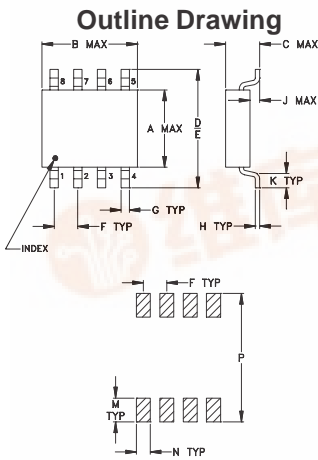 Outline Drawing
B MAX
C MAX
8 7 6 5
J MAX
A MAX
D
E
K TYP
1 2 3 4
G TYP
F TYP
H TYP
INDEX
F TYP
P
M
TYP
N TYP